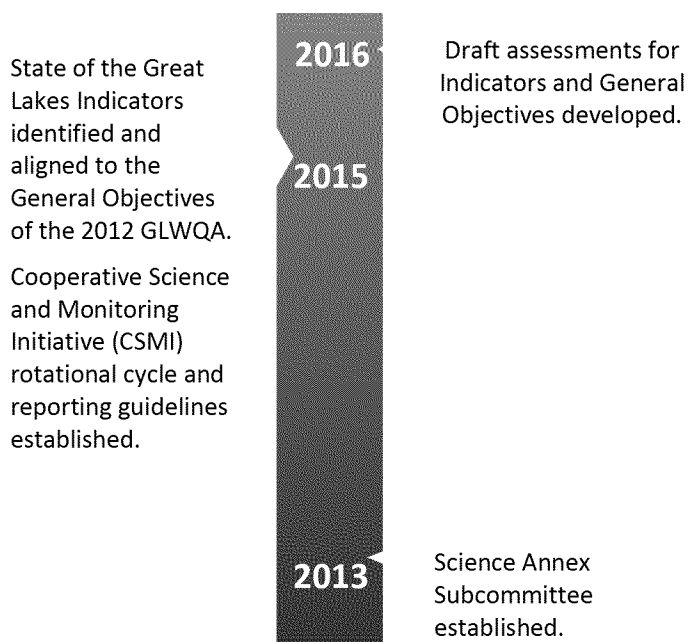 2016
Draft assessments for
Indicators and General
Objectives developed.
State of the Great
Lakes Indicators
identified and
aligned to the
General Objectives
of the 2012 GLWQA.
2015
Cooperative Science
and Monitoring
Initiative (CSMI)
rotational cycle and
reporting guidelines
established.
2013
Science Annex
Subcommittee
established.